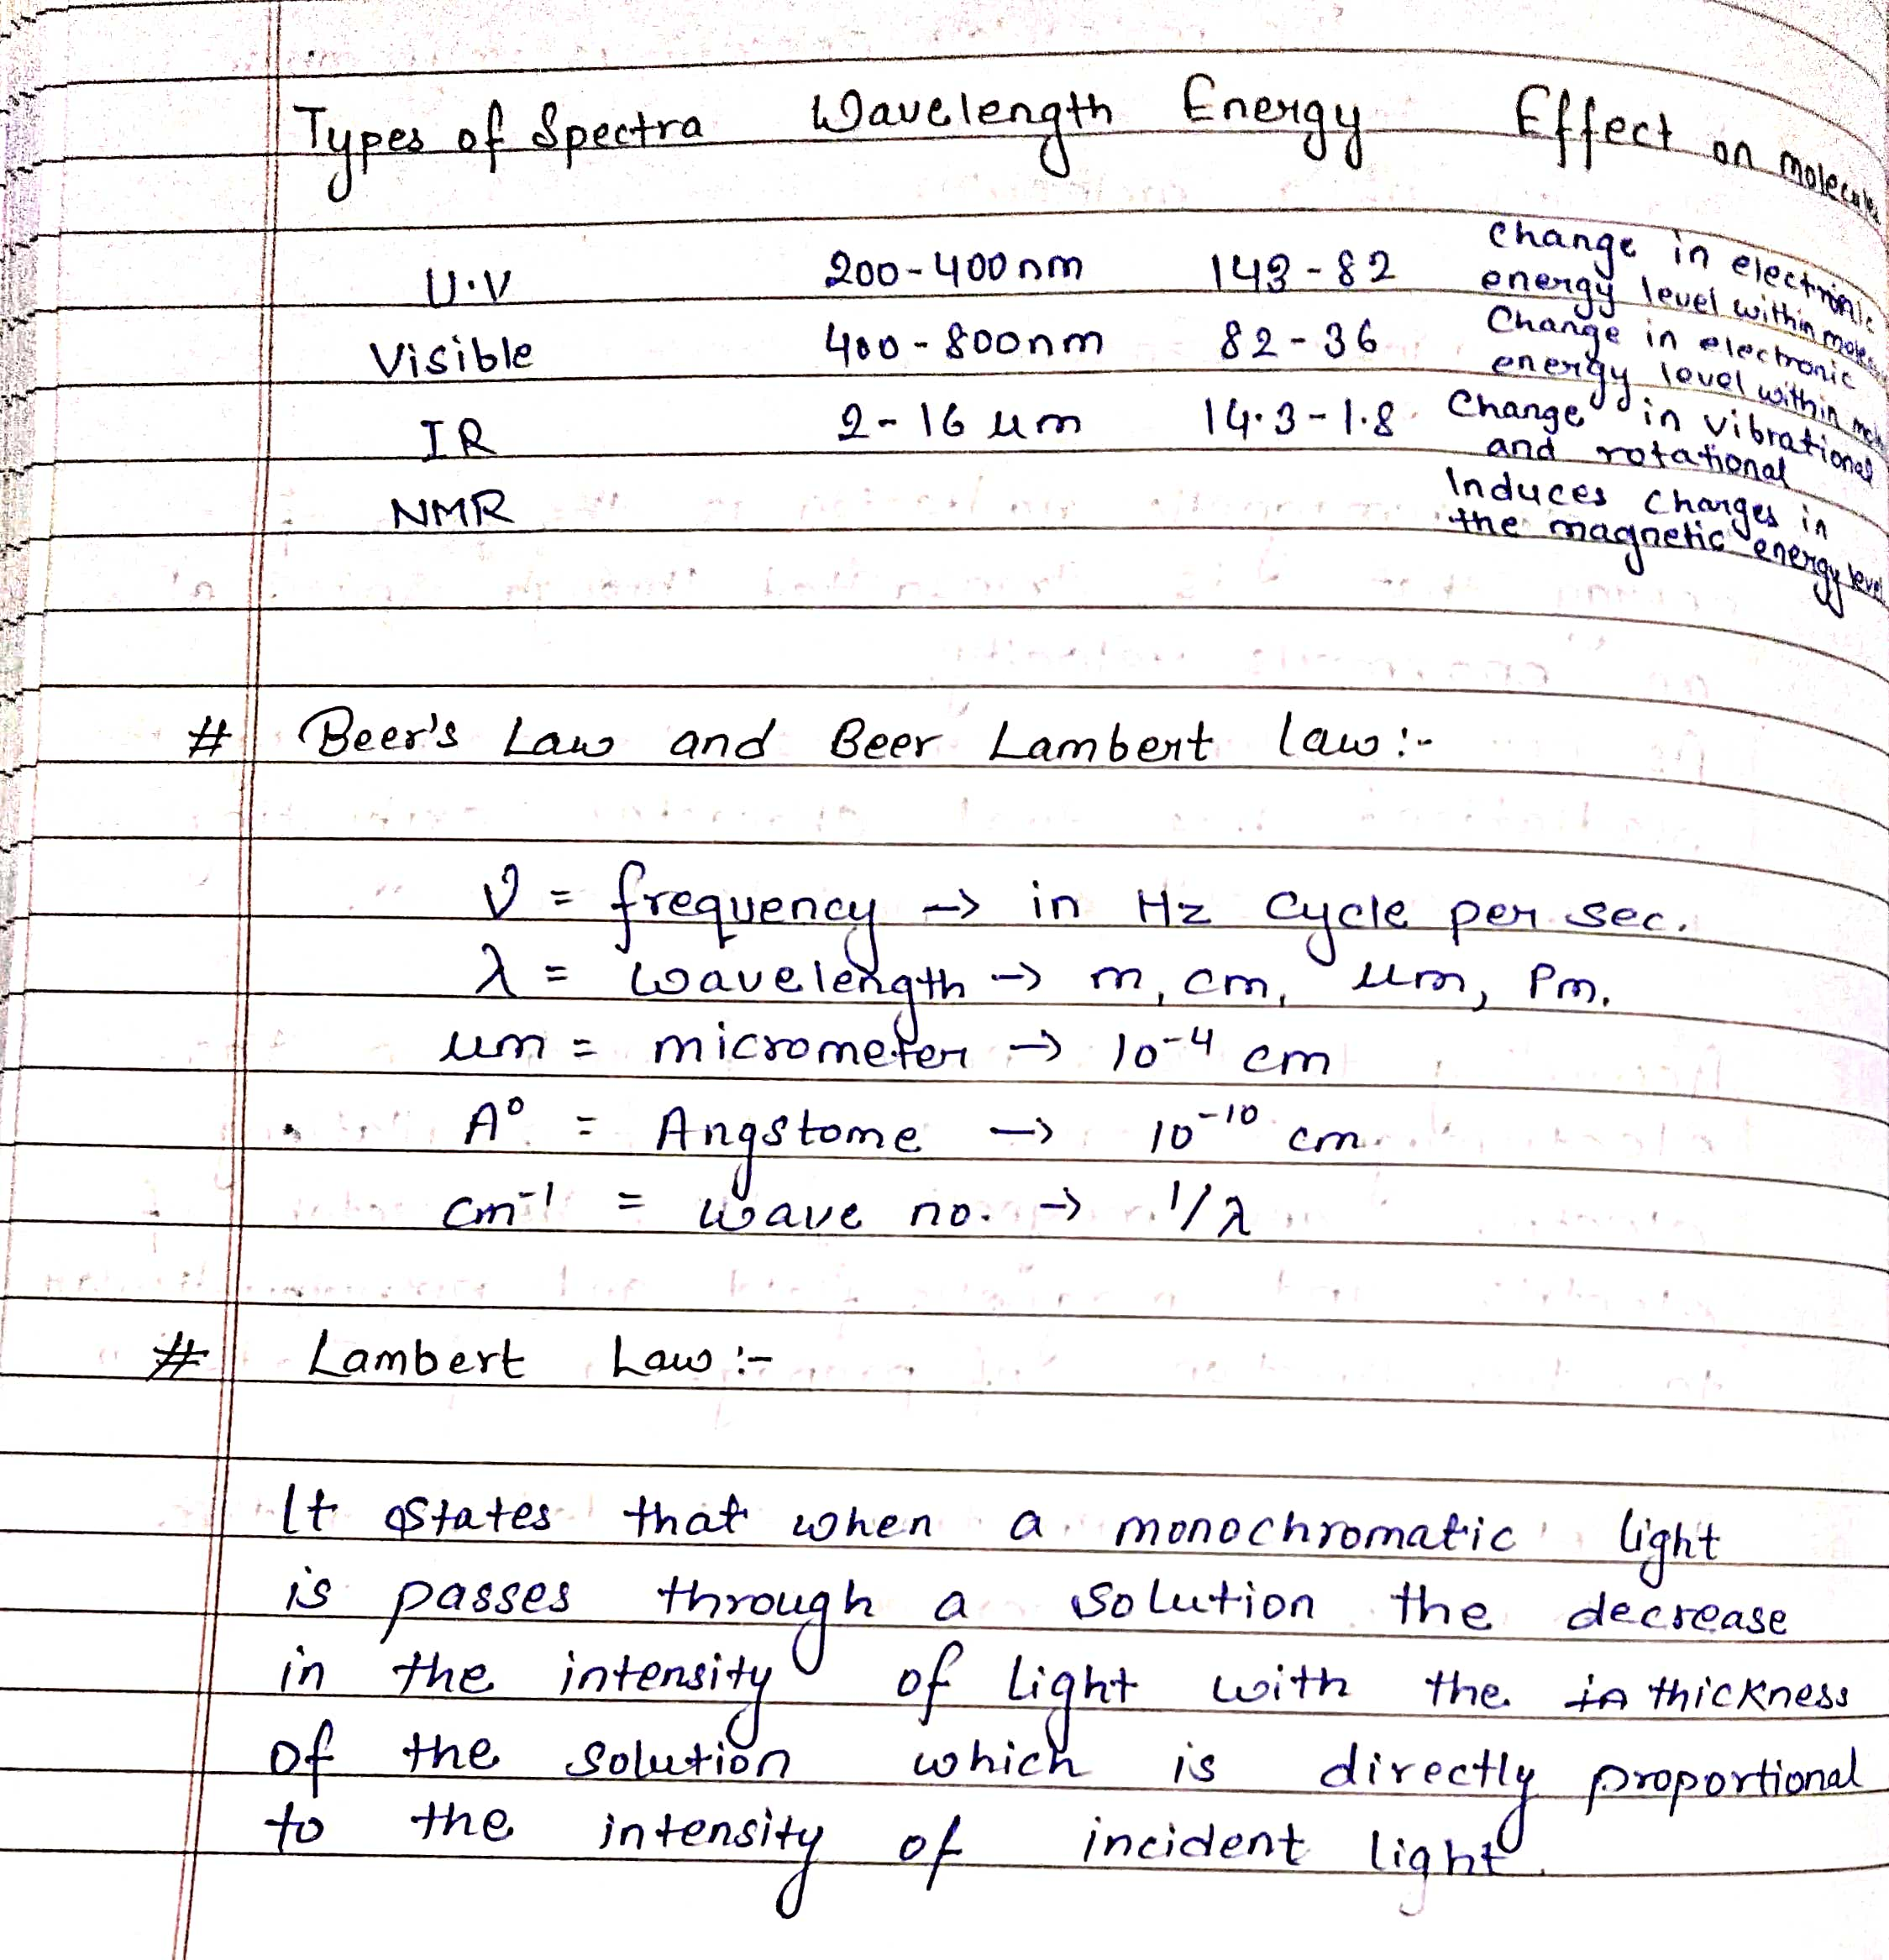 Types of Spectra Wavelength Energy Effect on molecules
U.V 200-400 nm 143-82 Change in electronic energy level within molecule
Visible 400-800nm 82-36 Change in electronic energy level within
IR 2-16 um 14.3-1.8 Change in vibrational and rotational
NMR Induces Changes in the magnetic energy level
# Beer's Law and Beer Lambert law:-
ν = frequency → in Hz Cycle per sec.
λ = wavelength → m, cm, um, Pm.
um = micrometer → 10⁻⁴ cm
A° = Angstome → 10⁻¹⁰ cm.
cm⁻¹ = wave no. → 1/λ
# Lambert Law:-
It States that when a monochromatic light
is passes through a solution the decrease
in the intensity of light with the thickness
of the solution which is directly proportional
to the intensity of incident light.